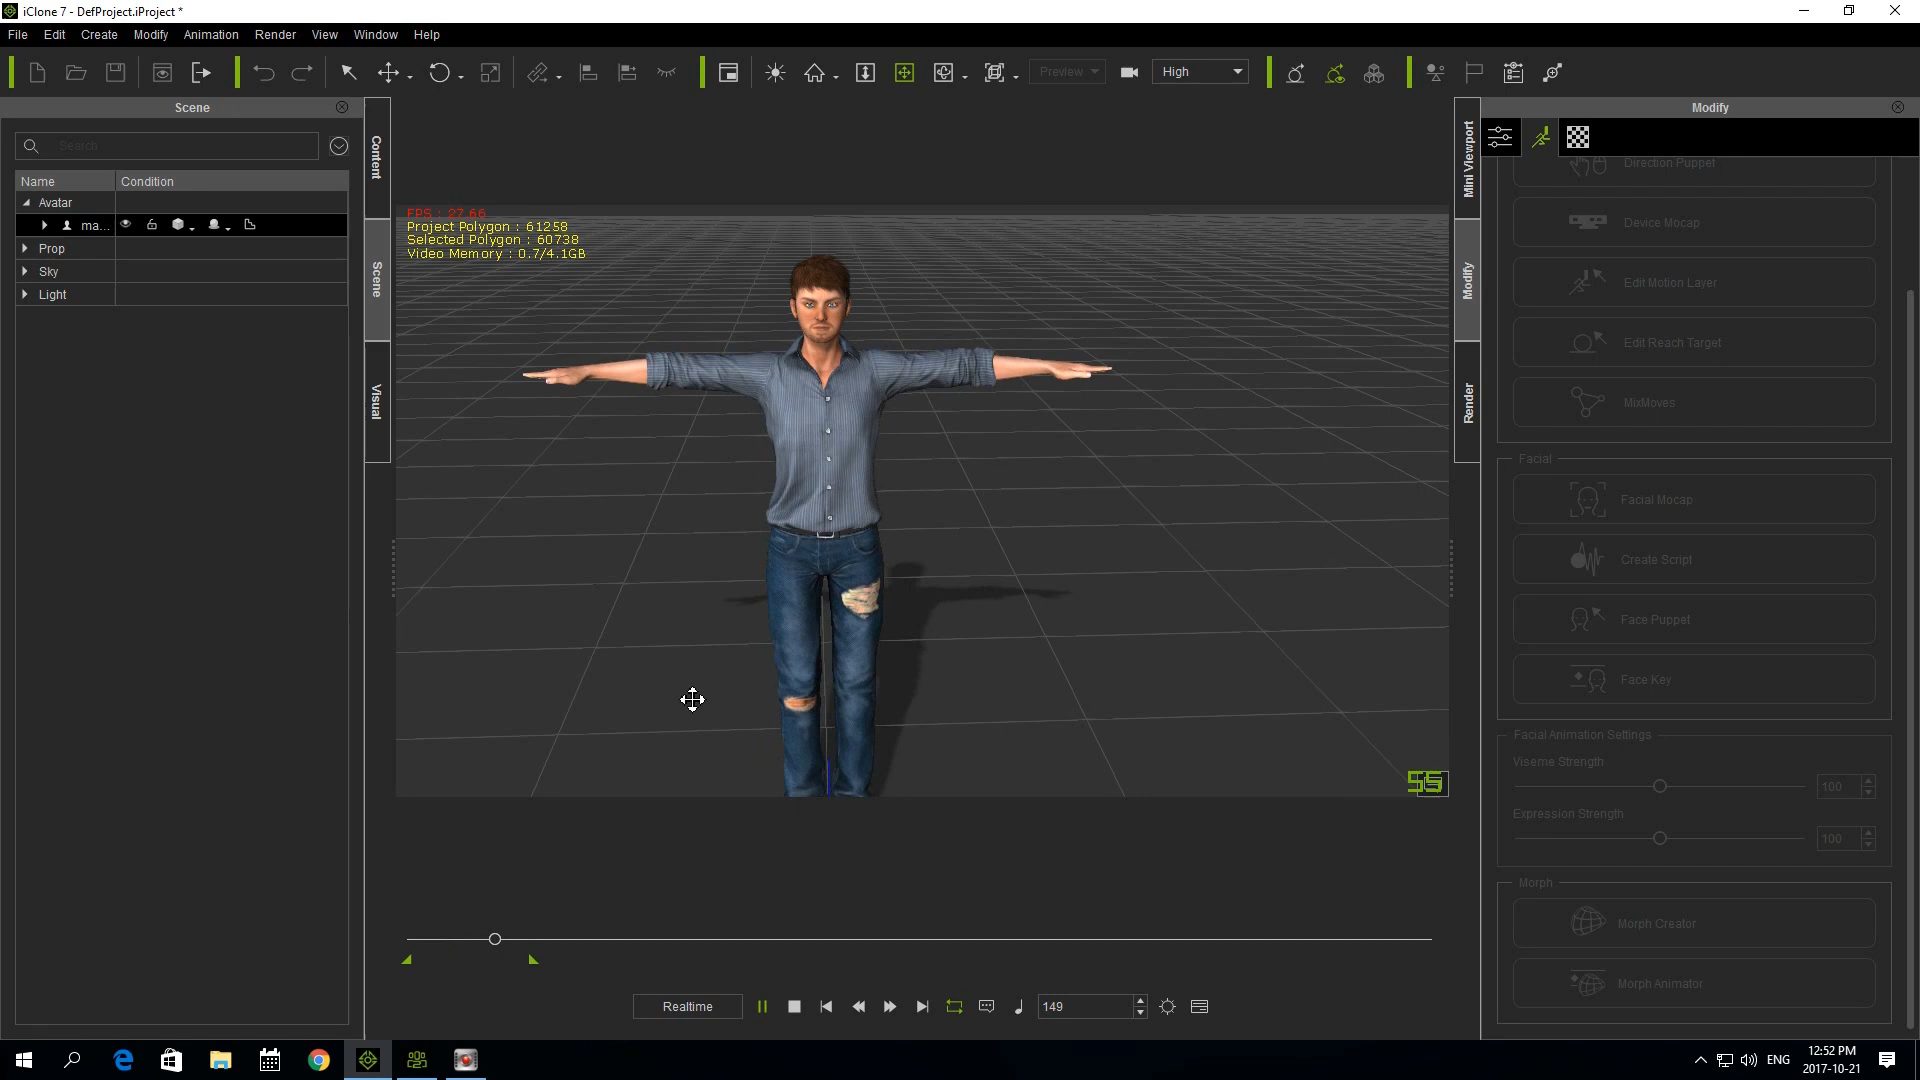 iClone 7 - DefProject.iProject *
File Edit Create Modify Animation Render View Window Help
Preview
High
Scene
Search
Name Condition
Avatar
ma...
Prop
Sky
Light
Content
Scene
Visual
FPS : 27.66
Project Polygon : 61258
Selected Polygon : 60738
Video Memory : 0.7/4.1GB
Mini Viewport
Modify
Render
Modify
Direction Puppet
Device Mocap
Edit Motion Layer
Edit Reach Target
MixMoves
Facial
Facial Mocap
Create Script
Face Puppet
Face Key
Facial Animation Settings
Viseme Strength
100
Expression Strength
100
Morph
Morph Creator
Morph Animator
Realtime
149
ENG
12:52 PM
2017-10-21